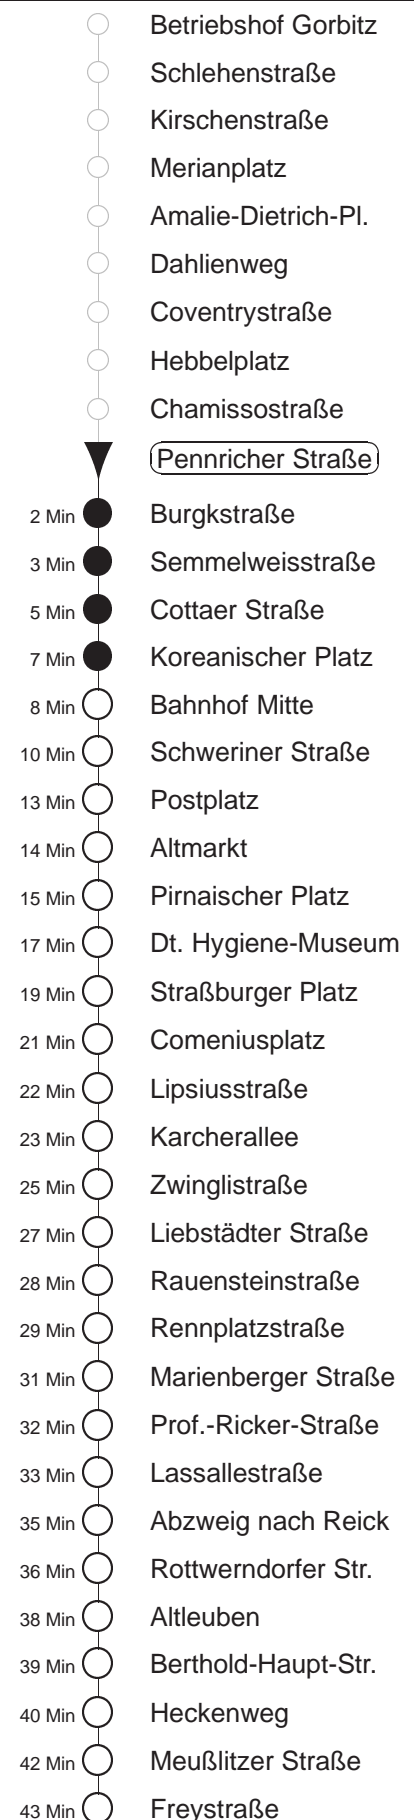 Betriebshof Gorbitz
Schlehenstraße
Kirschenstraße
Merianplatz
Amalie-Dietrich-Pl.
Dahlienweg
Coventrystraße
Hebbelplatz
Chamissostraße
Pennricher Straße
2 Min Burgkstraße
3 Min Semmelweisstraße
5 Min Cottaer Straße
7 Min Koreanischer Platz
8 Min Bahnhof Mitte
10 Min Schweriner Straße
13 Min Postplatz
14 Min Altmarkt
15 Min Pirnaischer Platz
17 Min Dt. Hygiene-Museum
19 Min Straßburger Platz
21 Min Comeniusplatz
22 Min Lipsiusstraße
23 Min Karcherallee
25 Min Zwinglistraße
27 Min Liebstädter Straße
28 Min Rauensteinstraße
29 Min Rennplatzstraße
31 Min Marienberger Straße
32 Min Prof.-Ricker-Straße
33 Min Lassallestraße
35 Min Abzweig nach Reick
36 Min Rottwerndorfer Str.
38 Min Altleuben
39 Min Berthold-Haupt-Str.
40 Min Heckenweg
42 Min Meußlitzer Straße
43 Min Freystraße